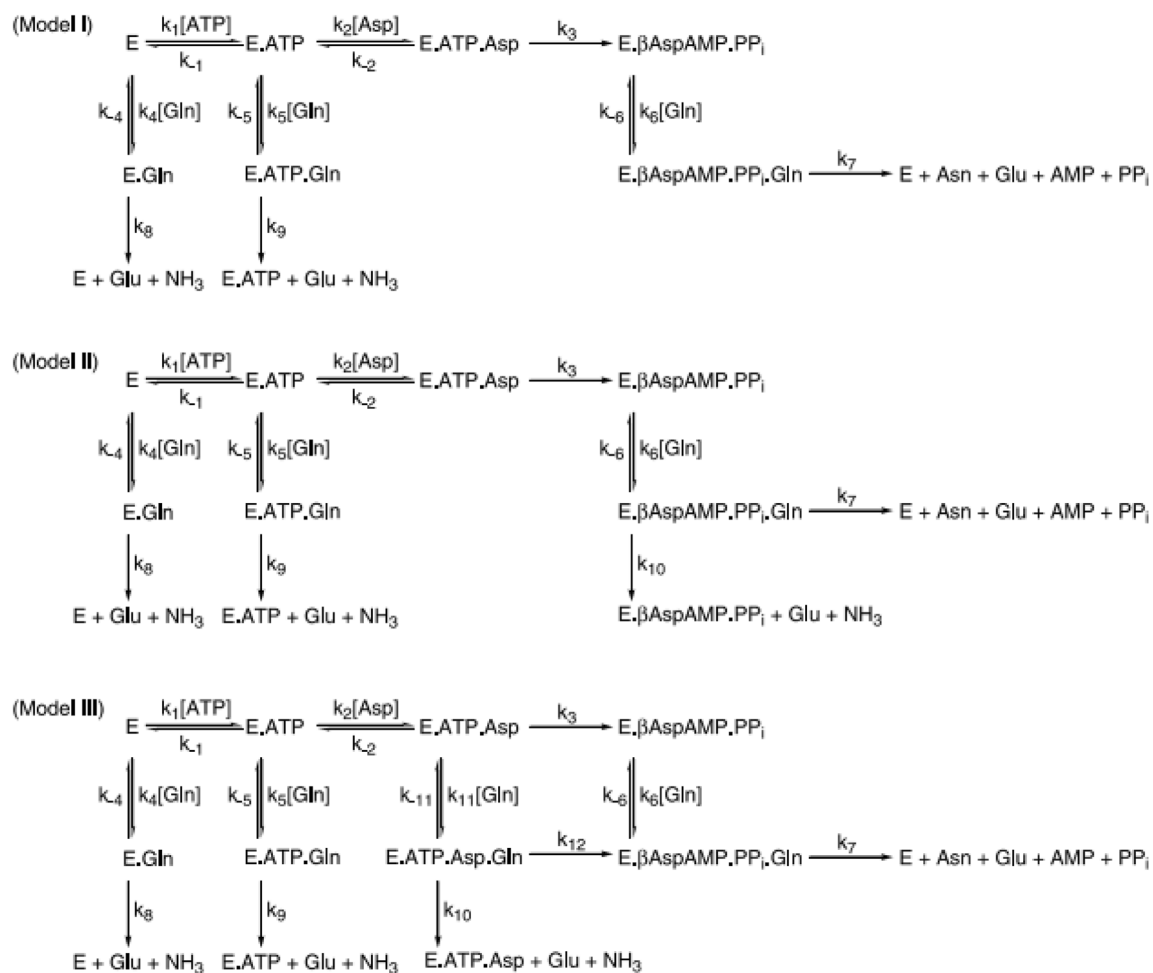 (Model I)
k1[ATP] k2[Asp] k3
E E.ATP E.ATP.Asp E.βAspAMP.PPi
k-1 k-2
k-4 k4[Gln] k-5 k5[Gln] k-6 k6[Gln]
E.Gln E.ATP.Gln E.βAspAMP.PPi.Gln k7 E + Asn + Glu + AMP + PPi
k8 k9
E + Glu + NH3 E.ATP + Glu + NH3
(Model II)
k1[ATP] k2[Asp] k3
E E.ATP E.ATP.Asp E.βAspAMP.PPi
k-1 k-2
k-4 k4[Gln] k-5 k5[Gln] k-6 k6[Gln]
E.Gln E.ATP.Gln E.βAspAMP.PPi.Gln k7 E + Asn + Glu + AMP + PPi
k8 k9 k10
E + Glu + NH3 E.ATP + Glu + NH3 E.βAspAMP.PPi + Glu + NH3
(Model III)
k1[ATP] k2[Asp] k3
E E.ATP E.ATP.Asp E.βAspAMP.PPi
k-1 k-2
k-4 k4[Gln] k-5 k5[Gln] k-11 k11[Gln] k-6 k6[Gln]
E.Gln E.ATP.Gln E.ATP.Asp.Gln k12 E.βAspAMP.PPi.Gln k7 E + Asn + Glu + AMP + PPi
k8 k9 k10
E + Glu + NH3 E.ATP + Glu + NH3 E.ATP.Asp + Glu + NH3